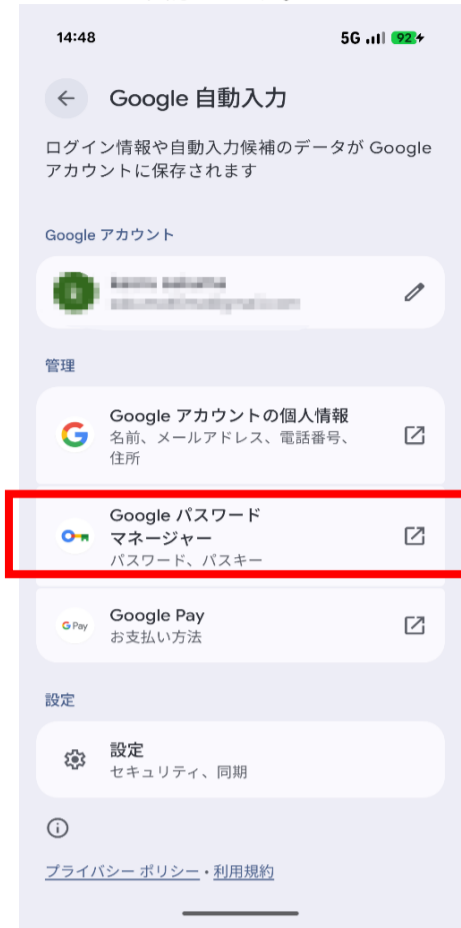 14:48
5G 92
Google 自動入力
ログイン情報や自動入力候補のデータが Google
アカウントに保存されます
Google アカウント
管理
Google アカウントの個人情報
名前、メールアドレス、電話番号、
住所
Google パスワード
マネージャー
パスワード、パスキー
G Pay
Google Pay
お支払い方法
設定
設定
セキュリティ、同期
プライバシー ポリシー・利用規約